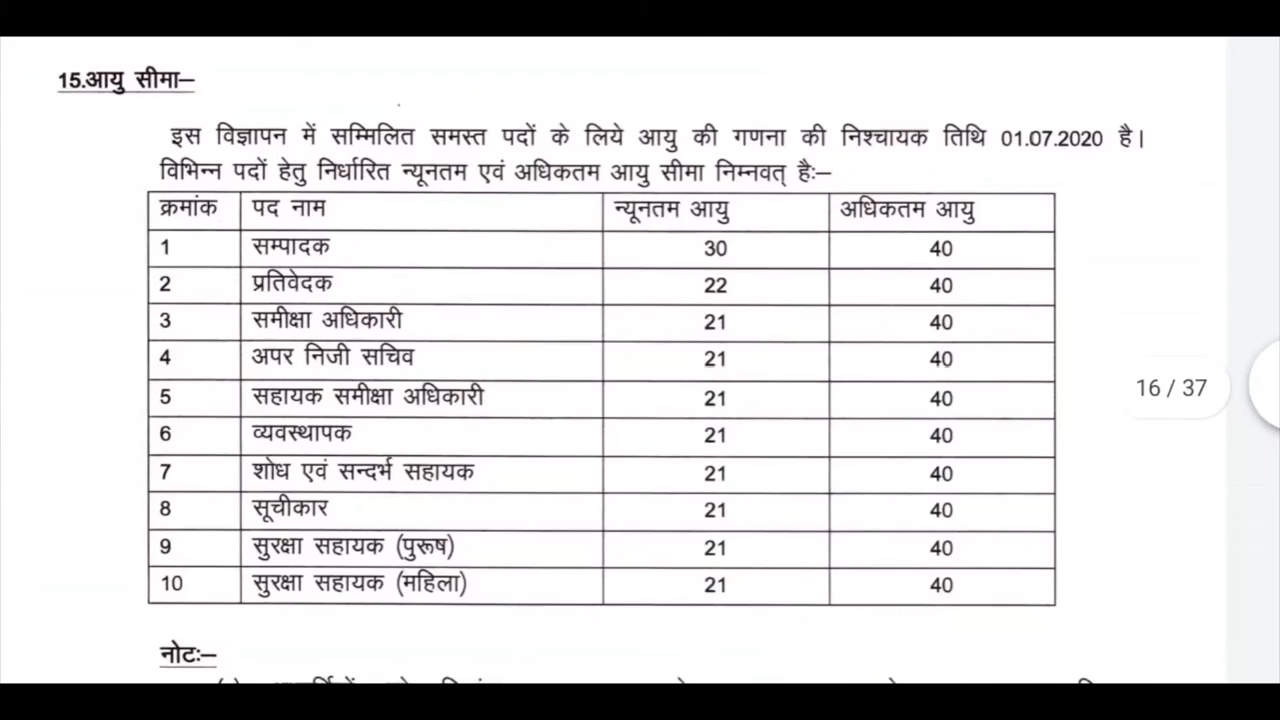 15.आयु सीमा–
इस विज्ञापन में सम्मिलित समस्त पदों के लिये आयु की गणना की निश्चायक तिथि 01.07.2020 है।
विभिन्न पदों हेतु निर्धारित न्यूनतम एवं अधिकतम आयु सीमा निम्नवत् हैः–
क्रमांक पद नाम न्यूनतम आयु अधिकतम आयु
1 सम्पादक 30 40
2 प्रतिवेदक 22 40
3 समीक्षा अधिकारी 21 40
4 अपर निजी सचिव 21 40
5 सहायक समीक्षा अधिकारी 21 40
6 व्यवस्थापक 21 40
7 शोध एवं सन्दर्भ सहायक 21 40
8 सूचीकार 21 40
9 सुरक्षा सहायक (पुरूष) 21 40
10 सुरक्षा सहायक (महिला) 21 40
16 / 37
नोटः–